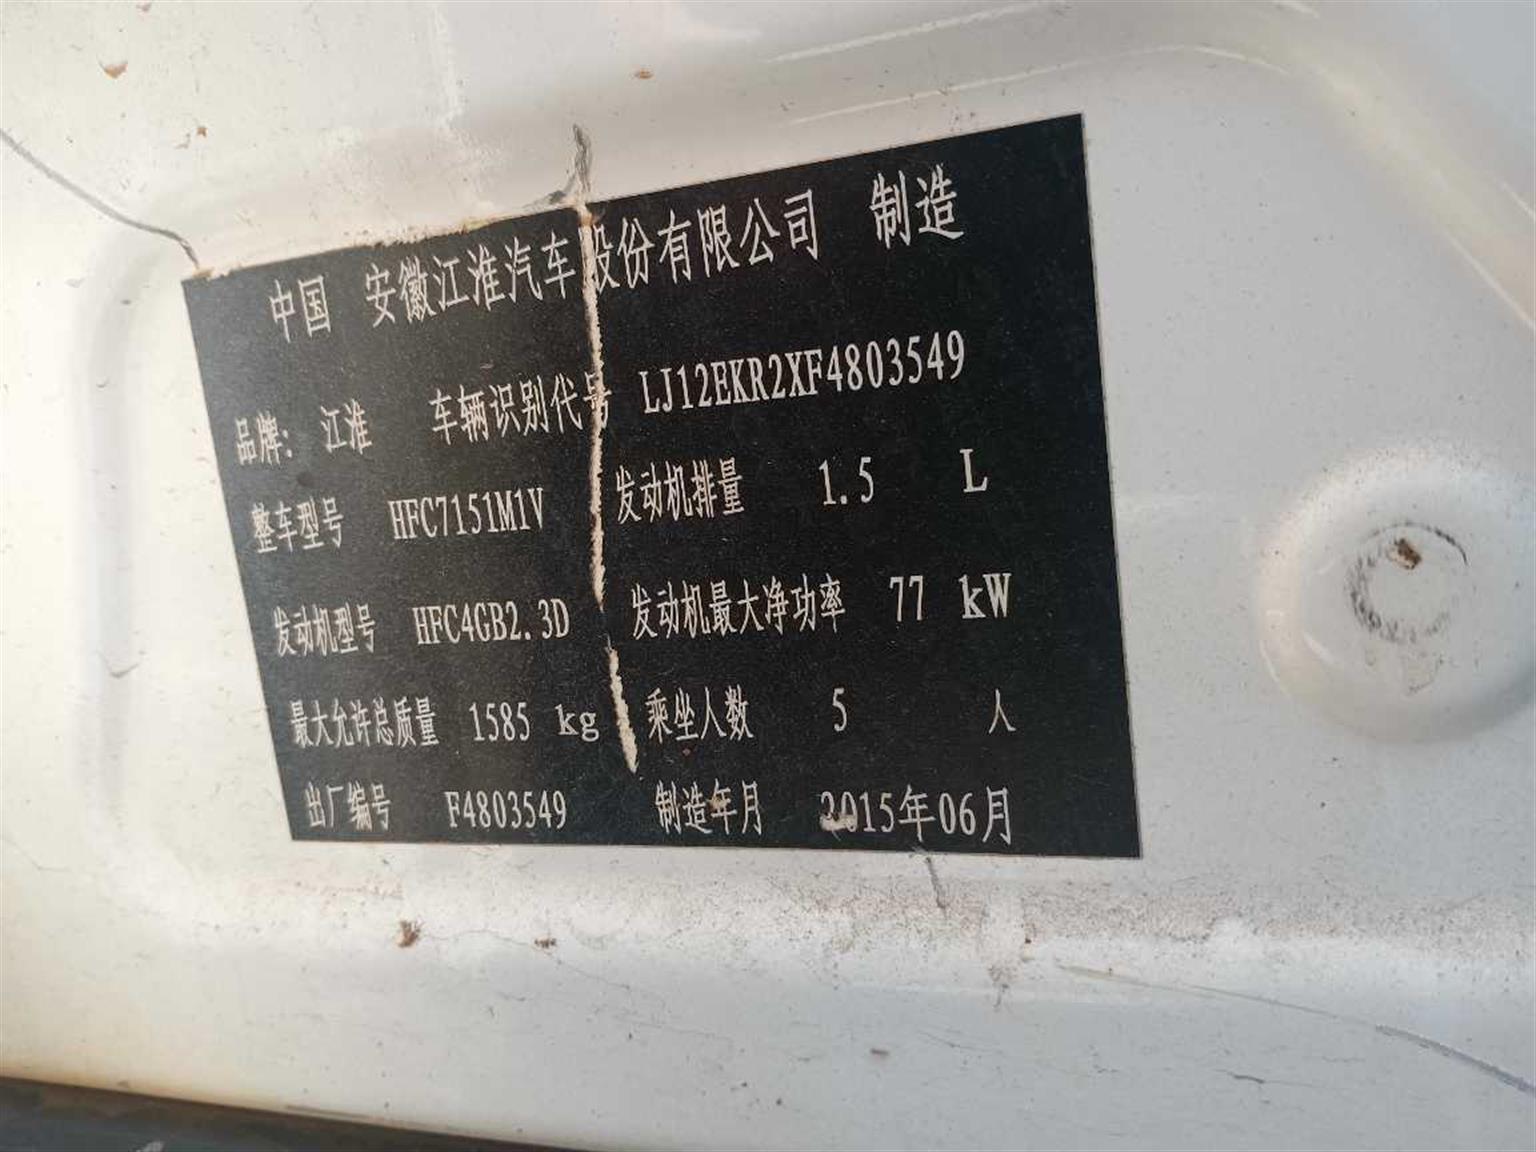 中国 安徽江淮汽车股份有限公司 制造
品牌: 江淮 车辆识别代号 LJ12EKR2XF4803549
整车型号 HFC7151M1V 发动机排量 1.5 L
发动机型号 HFC4GB2.3D 发动机最大净功率 77 kW
最大允许总质量 1585 kg 乘坐人数 5 人
出厂编号 F4803549 制造年月 2015年06月